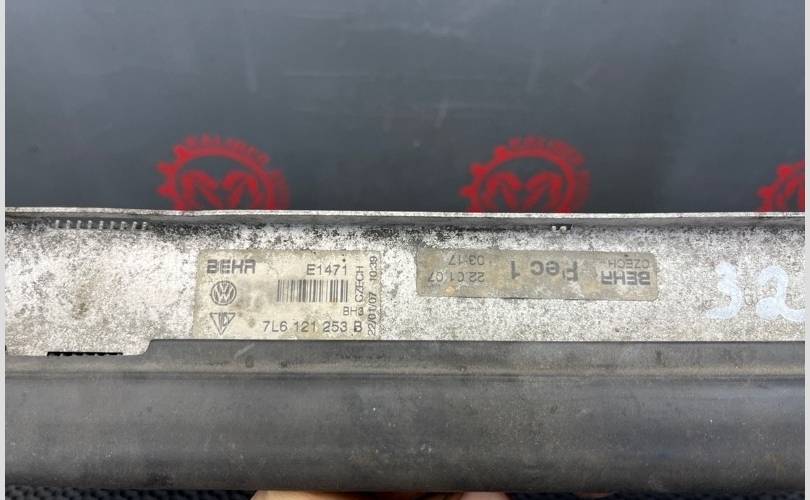 BEHR E1471
BH3
7L6 121 253 B
CZECH
22/01/07 10:39
BEHR Rec 1
CZECH
22.01.07
03:17
32